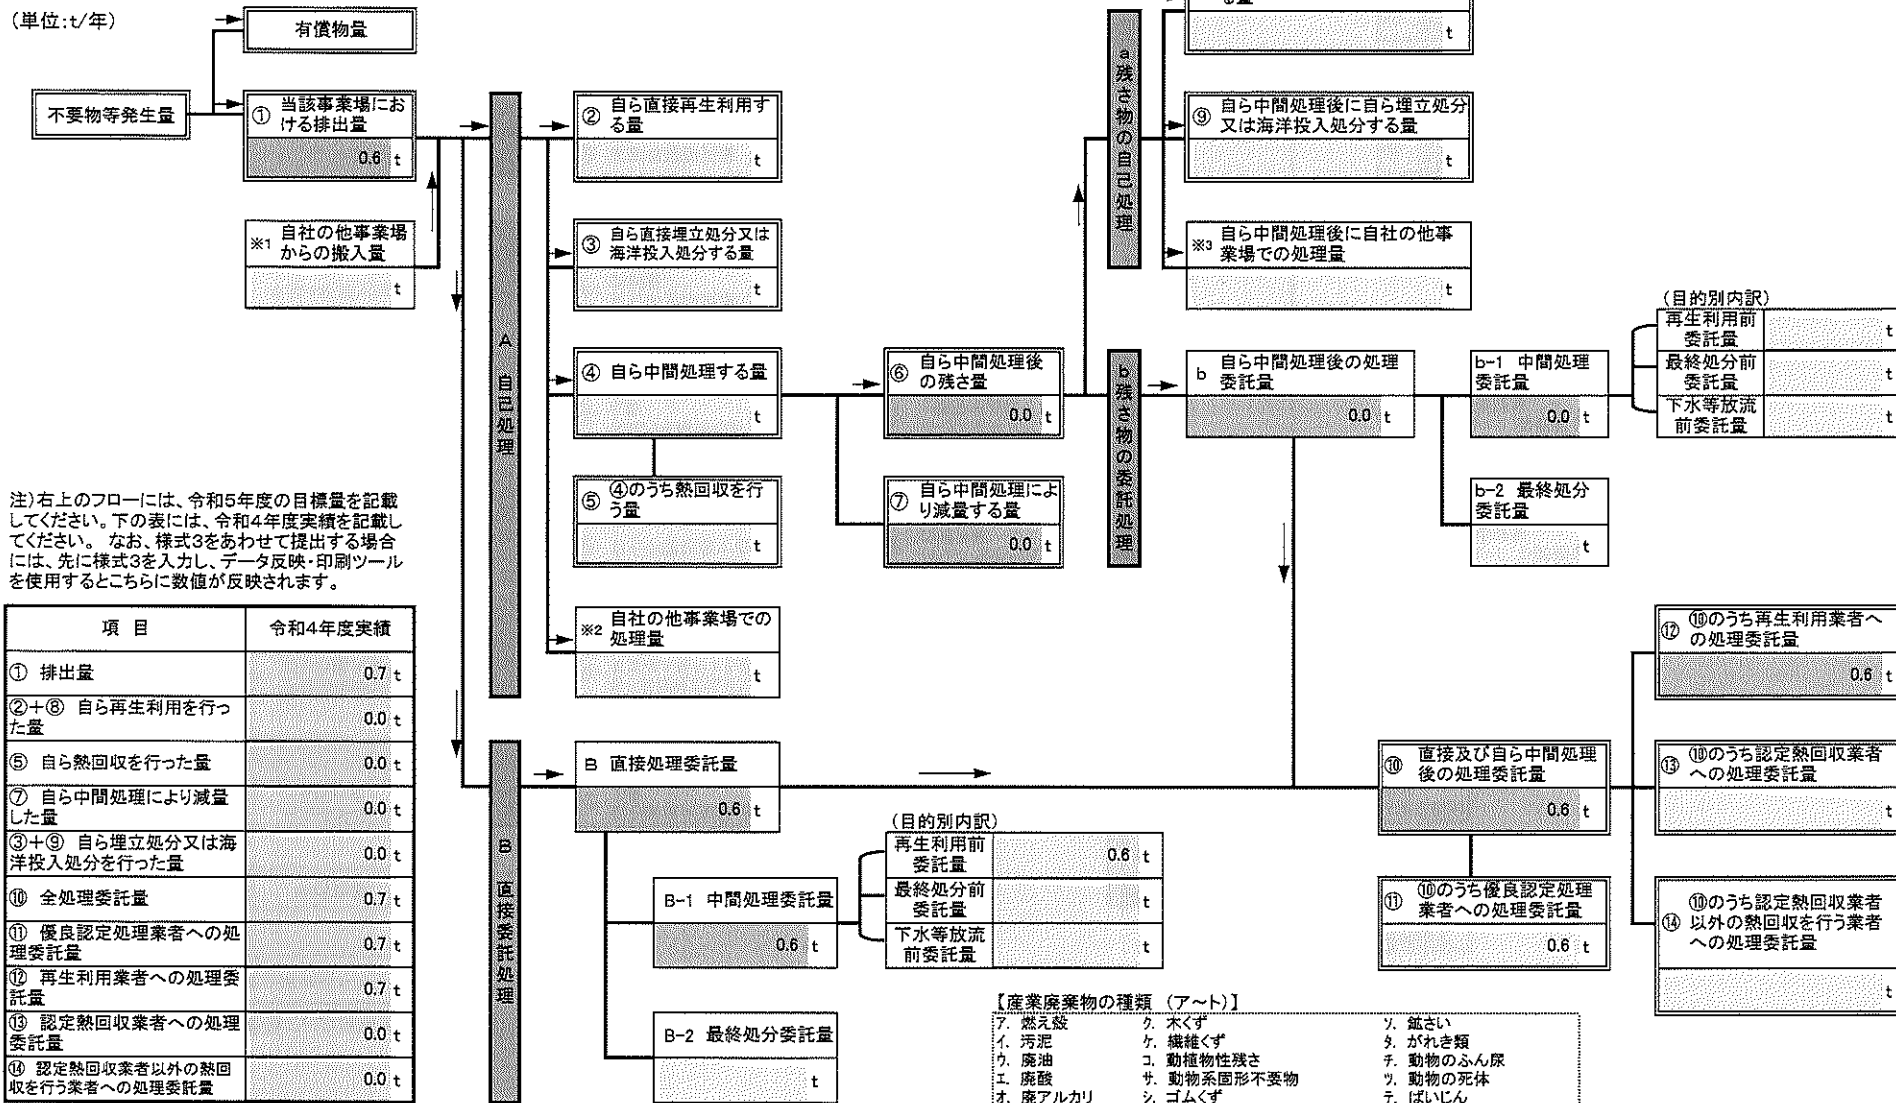 (単位:t/年)
有償物量
不要物等発生量
① 当該事業場にお
ける排出量
0.6 t
※1 自社の他事業場
からの搬入量
t
A 自己処理
② 自ら直接再生利用す
る量
t
③ 自ら直接埋立処分又は
海洋投入処分する量
t
④ 自ら中間処理する量
t
⑤ ④のうち熱回収を行
う量
t
※2 自社の他事業場での
処理量
t
⑥ 自ら中間処理後
の残さ量
0.0 t
⑦ 自ら中間処理によ
り減量する量
0.0 t
a 残さ物の自己処理
t
⑨ 自ら中間処理後に自ら埋立処分
又は海洋投入処分する量
t
※3 自ら中間処理後に自社の他事
業場での処理量
t
b 残さ物の委託処理
b 自ら中間処理後の処理
委託量
0.0 t
b-1 中間処理
委託量
0.0 t
b-2 最終処分
委託量
t
(目的別内訳)
再生利用前
委託量
t
最終処分前
委託量
t
下水等放流
前委託量
t
注)右上のフローには、令和5年度の目標量を記載
してください。下の表には、令和4年度実績を記載し
てください。 なお、様式3をあわせて提出する場合
には、先に様式3を入力し、データ反映・印刷ツール
を使用するとこちらに数値が反映されます。
項 目 令和4年度実績
① 排出量 0.7 t
②+⑧ 自ら再生利用を行っ
た量 0.0 t
⑤ 自ら熱回収を行った量 0.0 t
⑦ 自ら中間処理により減量
した量 0.0 t
③+⑨ 自ら埋立処分又は海
洋投入処分を行った量 0.0 t
⑩ 全処理委託量 0.7 t
⑪ 優良認定処理業者への処
理委託量 0.7 t
⑫ 再生利用業者への処理委
託量 0.7 t
⑬ 認定熱回収業者への処理
委託量 0.0 t
⑭ 認定熱回収業者以外の熱回
収を行う業者への処理委託量 0.0 t
B 直接委託処理
B 直接処理委託量
0.6 t
B-1 中間処理委託量
0.6 t
B-2 最終処分委託量
t
(目的別内訳)
再生利用前
委託量
0.6 t
最終処分前
委託量
t
下水等放流
前委託量
t
⑩ 直接及び自ら中間処理
後の処理委託量
0.6 t
⑪ ⑩のうち優良認定処理
業者への処理委託量
0.6 t
⑫ ⑩のうち再生利用業者へ
の処理委託量
0.6 t
⑬ ⑩のうち認定熱回収業者
への処理委託量
t
⑭ ⑩のうち認定熱回収業者
以外の熱回収を行う業者
への処理委託量
t
【産業廃棄物の種類 (ア~ト)】
ア. 燃え殻 ク. 木くず ソ. 鉱さい
イ. 汚泥 ケ. 繊維くず タ. がれき類
ウ. 廃油 コ. 動植物性残さ チ. 動物のふん尿
エ. 廃酸 サ. 動物系固形不要物 ツ. 動物の死体
オ. 廃アルカリ シ. ゴムくず テ. ばいじん